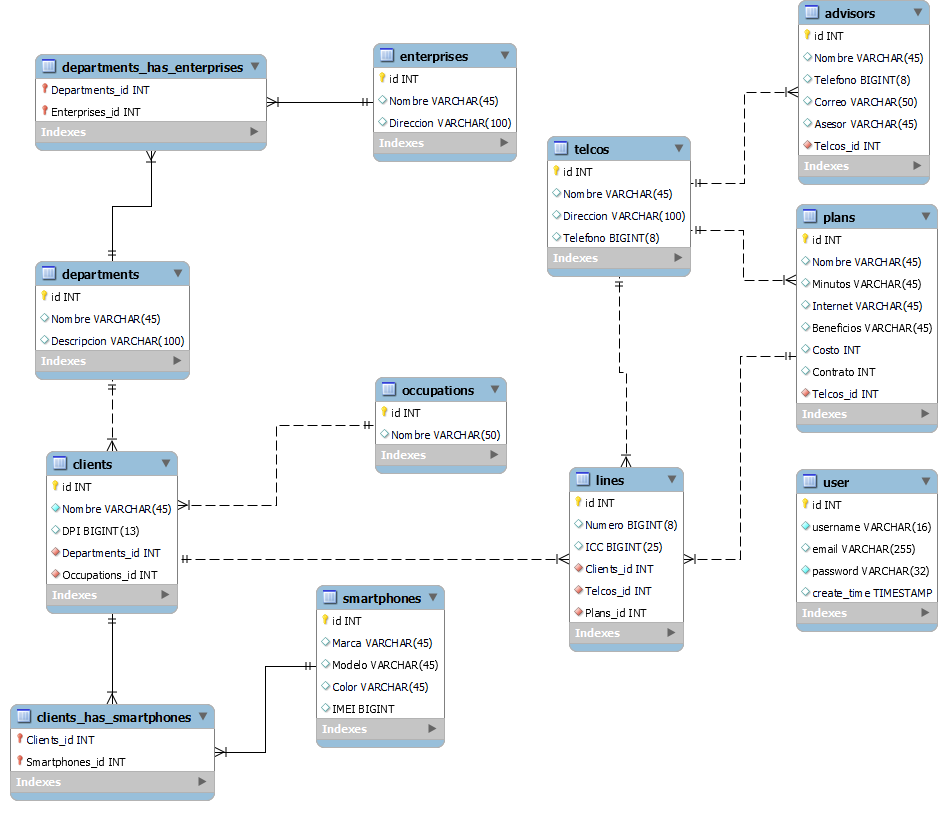 departments_has_enterprises
Departments_id INT
Enterprises_id INT
Indexes
enterprises
id INT
Nombre VARCHAR(45)
Direccion VARCHAR(100)
Indexes
advisors
id INT
Nombre VARCHAR(45)
Telefono BIGINT(8)
Correo VARCHAR(50)
Asesor VARCHAR(45)
Telcos_id INT
Indexes
telcos
id INT
Nombre VARCHAR(45)
Direccion VARCHAR(100)
Telefono BIGINT(8)
Indexes
plans
id INT
Nombre VARCHAR(45)
Minutos VARCHAR(45)
Internet VARCHAR(45)
Beneficios VARCHAR(45)
Costo INT
Contrato INT
Telcos_id INT
Indexes
departments
id INT
Nombre VARCHAR(45)
Descripcion VARCHAR(100)
Indexes
occupations
id INT
Nombre VARCHAR(50)
Indexes
clients
id INT
Nombre VARCHAR(45)
DPI BIGINT(13)
Departments_id INT
Occupations_id INT
Indexes
lines
id INT
Numero BIGINT(8)
ICC BIGINT(25)
Clients_id INT
Telcos_id INT
Plans_id INT
Indexes
user
id INT
username VARCHAR(16)
email VARCHAR(255)
password VARCHAR(32)
create_time TIMESTAMP
Indexes
smartphones
id INT
Marca VARCHAR(45)
Modelo VARCHAR(45)
Color VARCHAR(45)
IMEI BIGINT
Indexes
clients_has_smartphones
Clients_id INT
Smartphones_id INT
Indexes